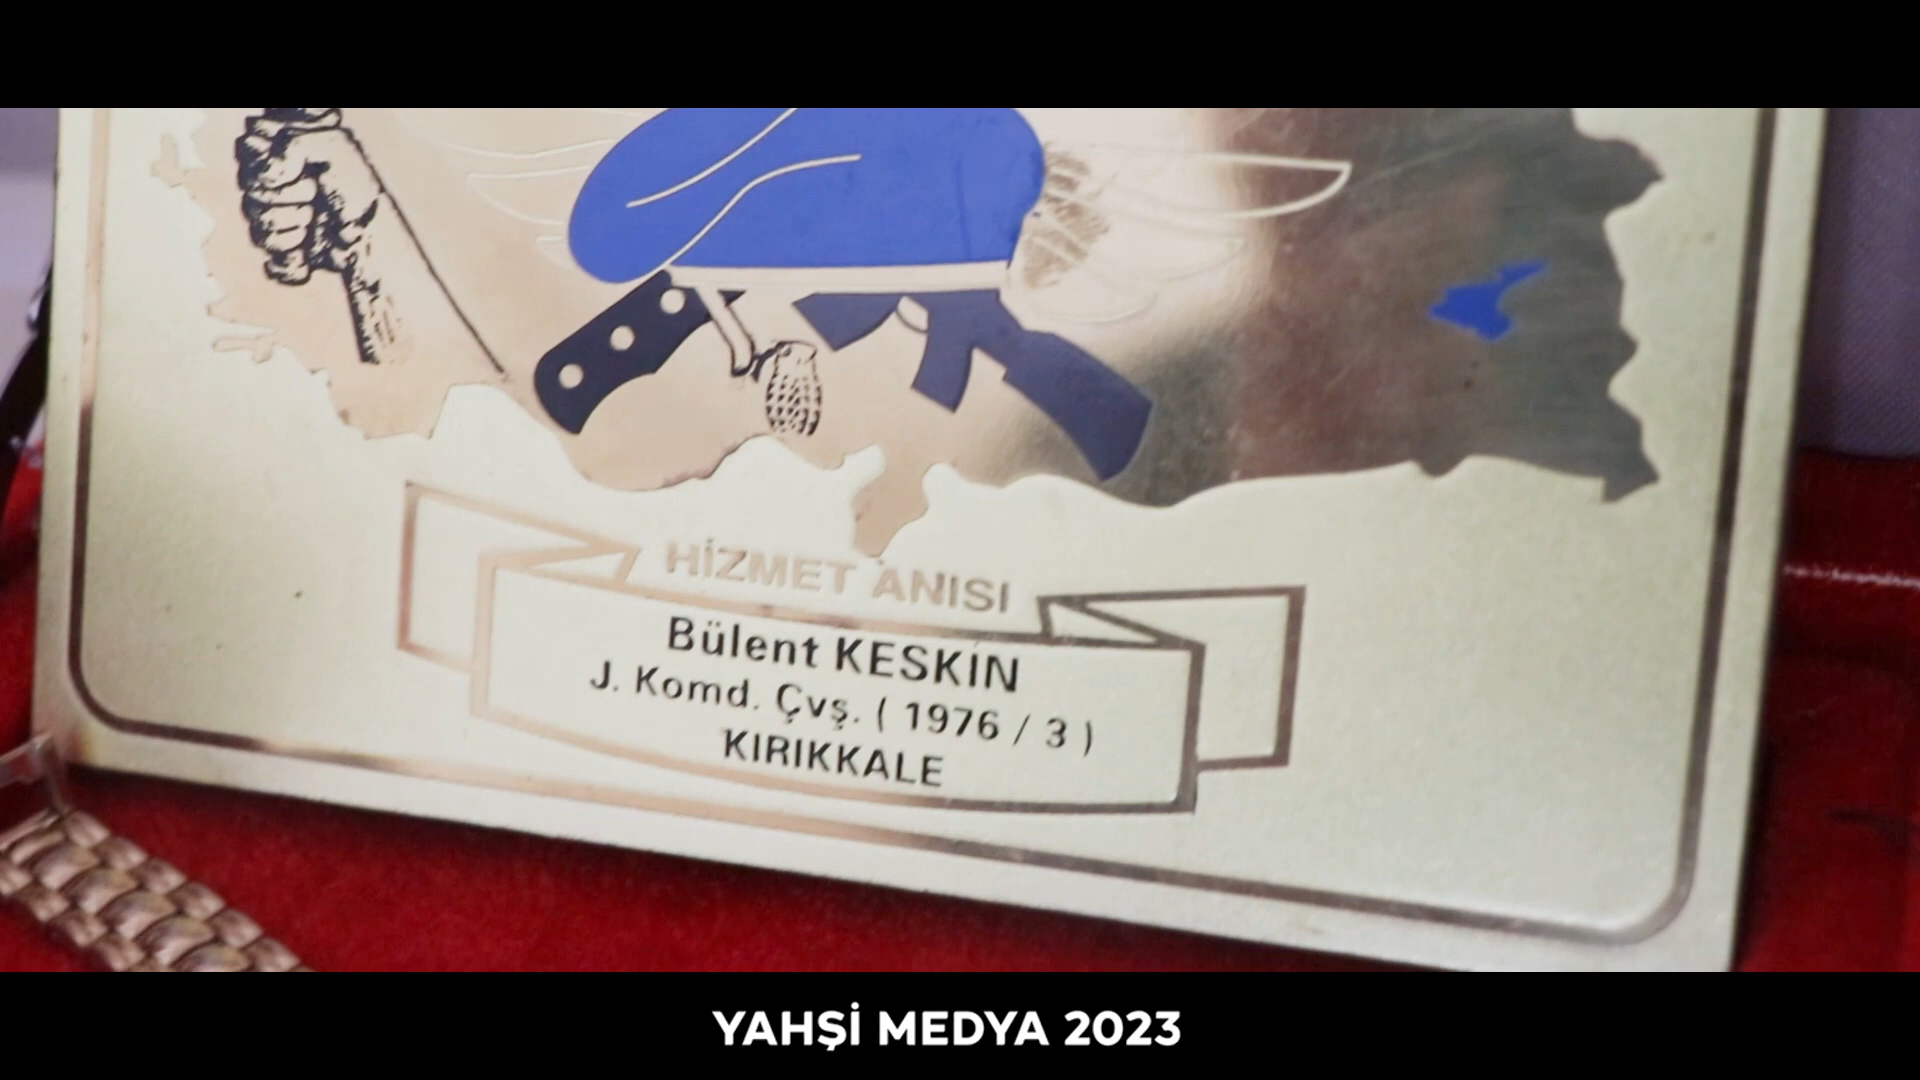 HİZMET ANISI
Bülent KESKİN
J. Komd. Çvş. ( 1976 / 3 )
KIRIKKALE
YAHŞİ MEDYA 2023